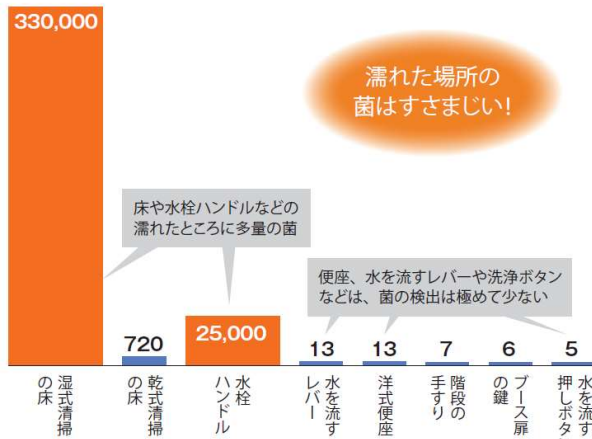 330,000
濡れた場所の
菌はすさまじい!
床や水栓ハンドルなどの
濡れたところに多量の菌
便座、水を流すレバーや洗浄ボタン
などは、菌の検出は極めて少ない
720
25,000
13
13
7
6
5
湿式清掃
の床
乾式清掃
の床
水栓
ハンドル
水を流す
レバー
洋式便座
階段の
手すり
ブース扉
の鍵
水を流す
押しボタ